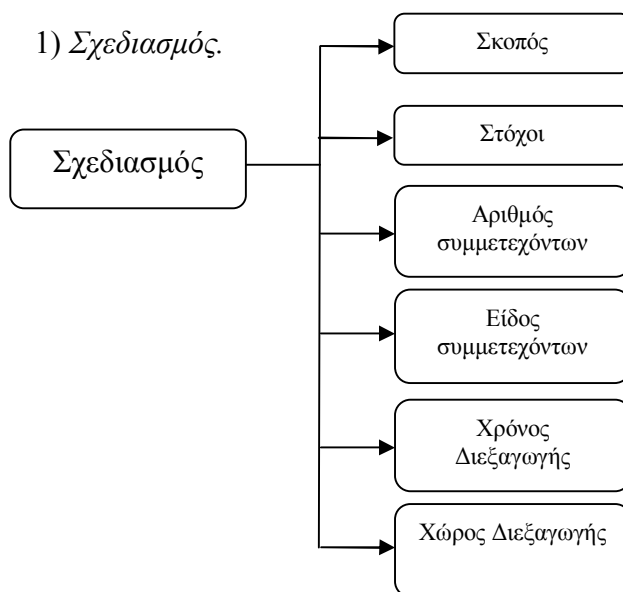 1) Σχεδιασμός.
Σχεδιασμός
Σκοπός
Στόχοι
Αριθμός
συμμετεχόντων
Είδος
συμμετεχόντων
Χρόνος
Διεξαγωγής
Χώρος Διεξαγωγής